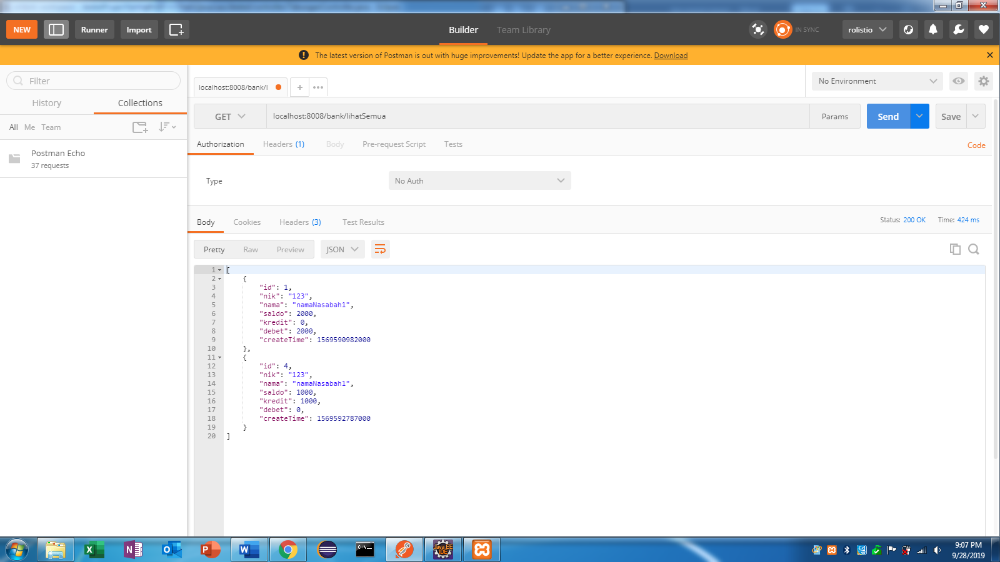 NEW
Runner
Import
Builder
Team Library
IN SYNC
rolistio
The latest version of Postman is out with huge improvements! Update the app for a better experience. Download
Filter
History
Collections
All Me Team
Postman Echo
37 requests
localhost:8008/bank/l
No Environment
GET
localhost:8008/bank/lihatSemua
Params
Send
Save
Authorization
Headers (1)
Body
Pre-request Script
Tests
Code
Type
No Auth
Body
Cookies
Headers (3)
Test Results
Status: 200 OK
Time: 424 ms
Pretty
Raw
Preview
JSON
1 [
2 {
3 "id": 1,
4 "nik": "123",
5 "nama": "namaNasabah1",
6 "saldo": 2000,
7 "kredit": 0,
8 "debet": 2000,
9 "createTime": 1569590982000
10 },
11 {
12 "id": 4,
13 "nik": "123",
14 "nama": "namaNasabah1",
15 "saldo": 1000,
16 "kredit": 1000,
17 "debet": 0,
18 "createTime": 1569592787000
19 }
20 ]
Java EE
IDE
9:07 PM
9/28/2019